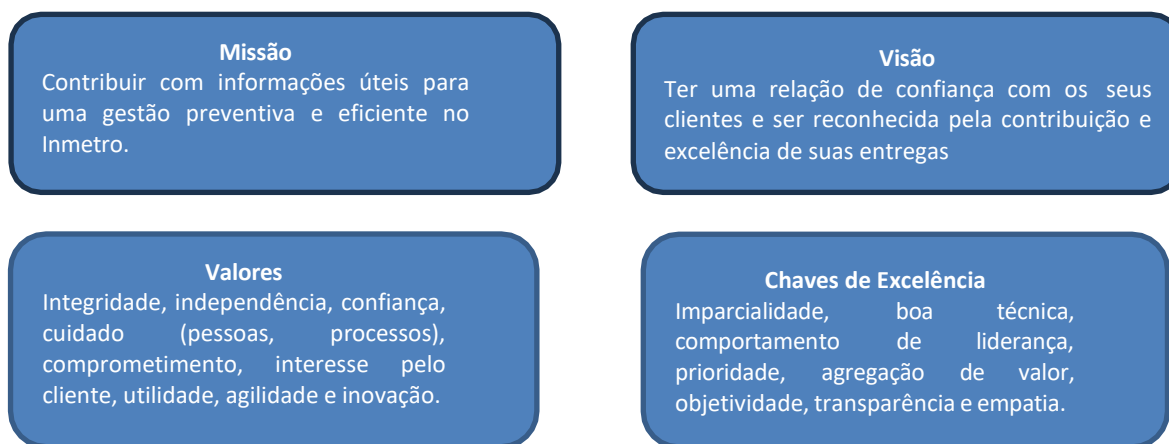 Missão
Contribuir com informações úteis para
uma gestão preventiva e eficiente no
Inmetro.
Visão
Ter uma relação de confiança com os seus
clientes e ser reconhecida pela contribuição e
excelência de suas entregas
Valores
Integridade, independência, confiança,
cuidado (pessoas, processos),
comprometimento, interesse pelo
cliente, utilidade, agilidade e inovação.
Chaves de Excelência
Imparcialidade, boa técnica,
comportamento de liderança,
prioridade, agregação de valor,
objetividade, transparência e empatia.